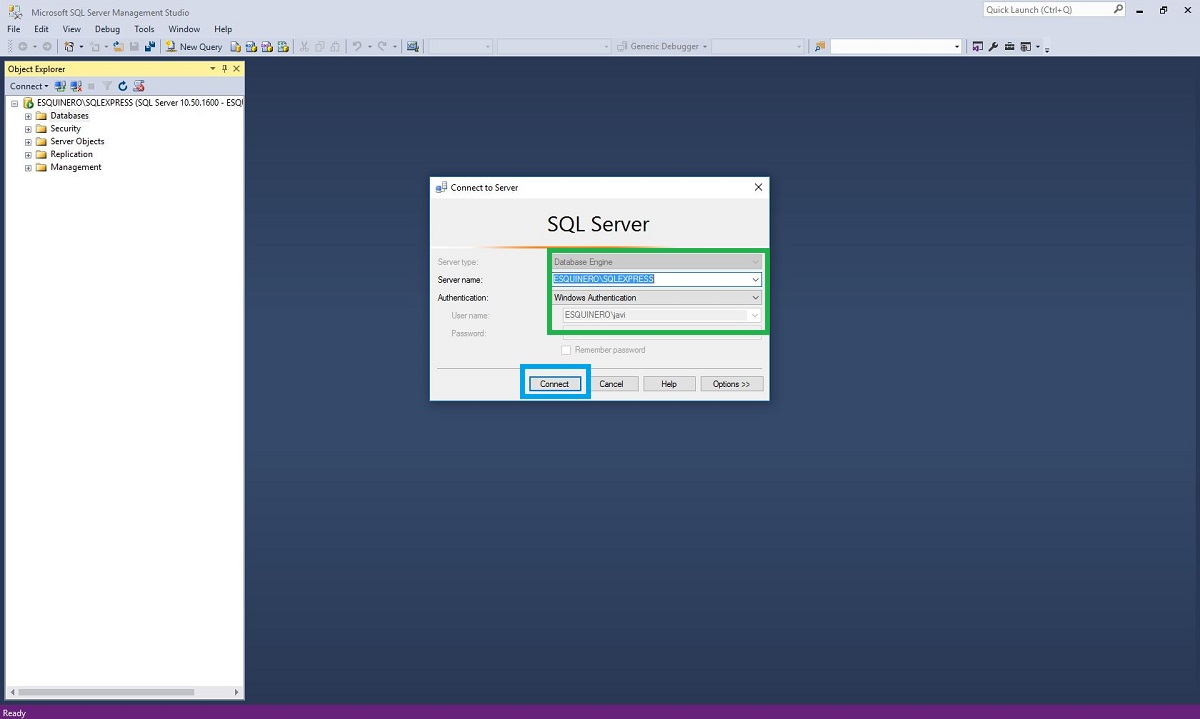 Microsoft SQL Server Management Studio
Quick Launch (Ctrl+Q)
File Edit View Debug Tools Window Help
New Query
Generic Debugger
Object Explorer
Connect
ESQUINERO\SQLEXPRESS (SQL Server 10.50.1600 - ESQU
Databases
Security
Server Objects
Replication
Management
Connect to Server
SQL Server
Server type: Database Engine
Server name: ESQUINERO\SQLEXPRESS
Authentication: Windows Authentication
User name: ESQUINERO\javi
Password:
Remember password
Connect Cancel Help Options >>
Ready